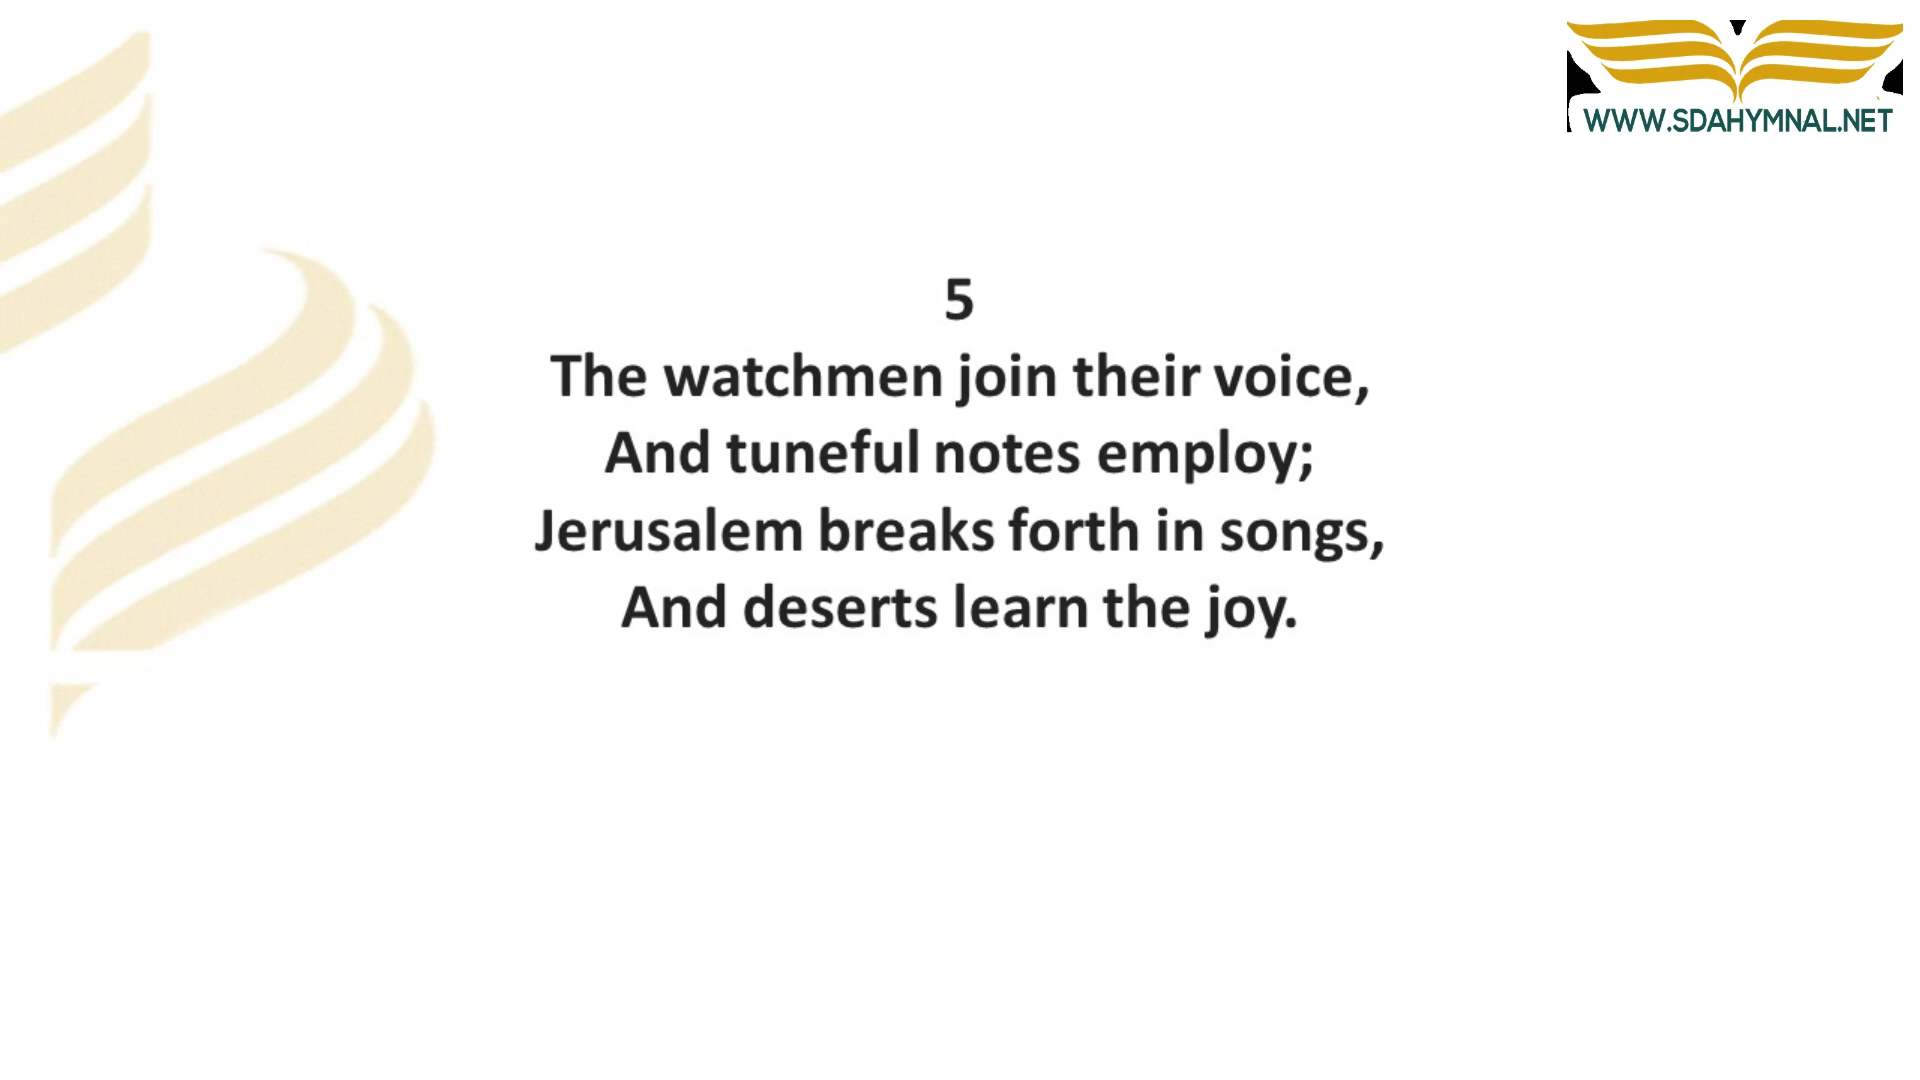 WWW.SDAHYMNAL.NET
5
The watchmen join their voice,
And tuneful notes employ;
Jerusalem breaks forth in songs,
And deserts learn the joy.